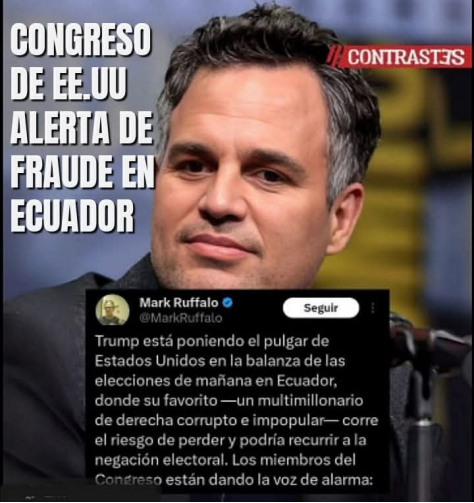 CONGRESO
DE EE.UU
ALERTA DE
FRAUDE EN
ECUADOR
CONTRASTES
Mark Ruffalo
@MarkRuffalo
Seguir
Trump está poniendo el pulgar de
Estados Unidos en la balanza de las
elecciones de mañana en Ecuador,
donde su favorito —un multimillonario
de derecha corrupto e impopular— corre
el riesgo de perder y podría recurrir a la
negación electoral. Los miembros del
Congreso están dando la voz de alarma: